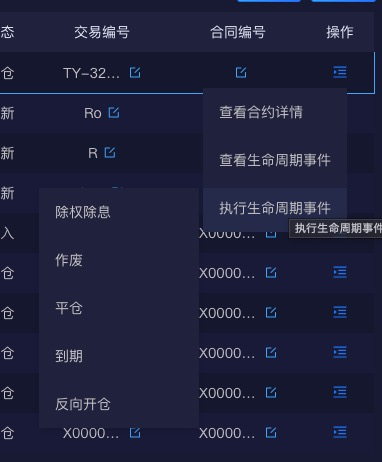 态 交易编号 合同编号 操作
仓 TY-32...
新 Ro
新 R
新
入 X0000...
仓 X0000...
仓 X0000...
仓 X0000...
仓 X0000...
仓 X0000... X0000...
查看合约详情
查看生命周期事件
执行生命周期事件
执行生命周期事件
除权除息
作废
平仓
到期
反向开仓